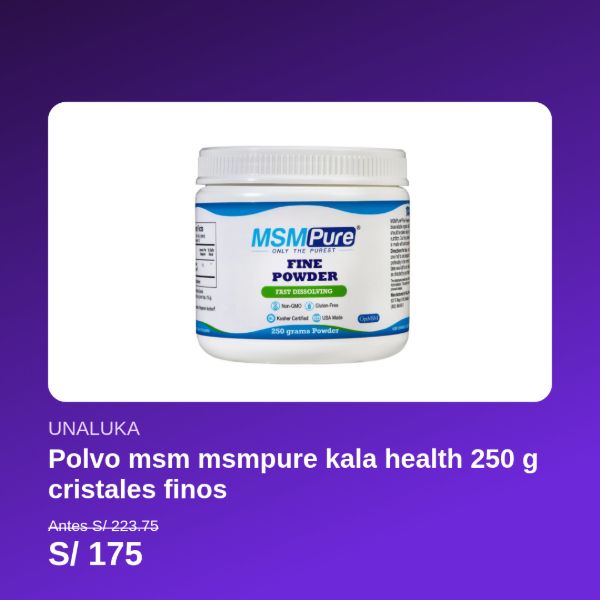 MSMPure®
ONLY THE PUREST
FINE
POWDER
FAST DISSOLVING
Non-GMO Gluten-Free
Kosher Certified USA Made
OptiMSM
250 grams Powder
UNALUKA
Polvo msm msmpure kala health 250 g
cristales finos
Antes S/ 223.75
S/ 175